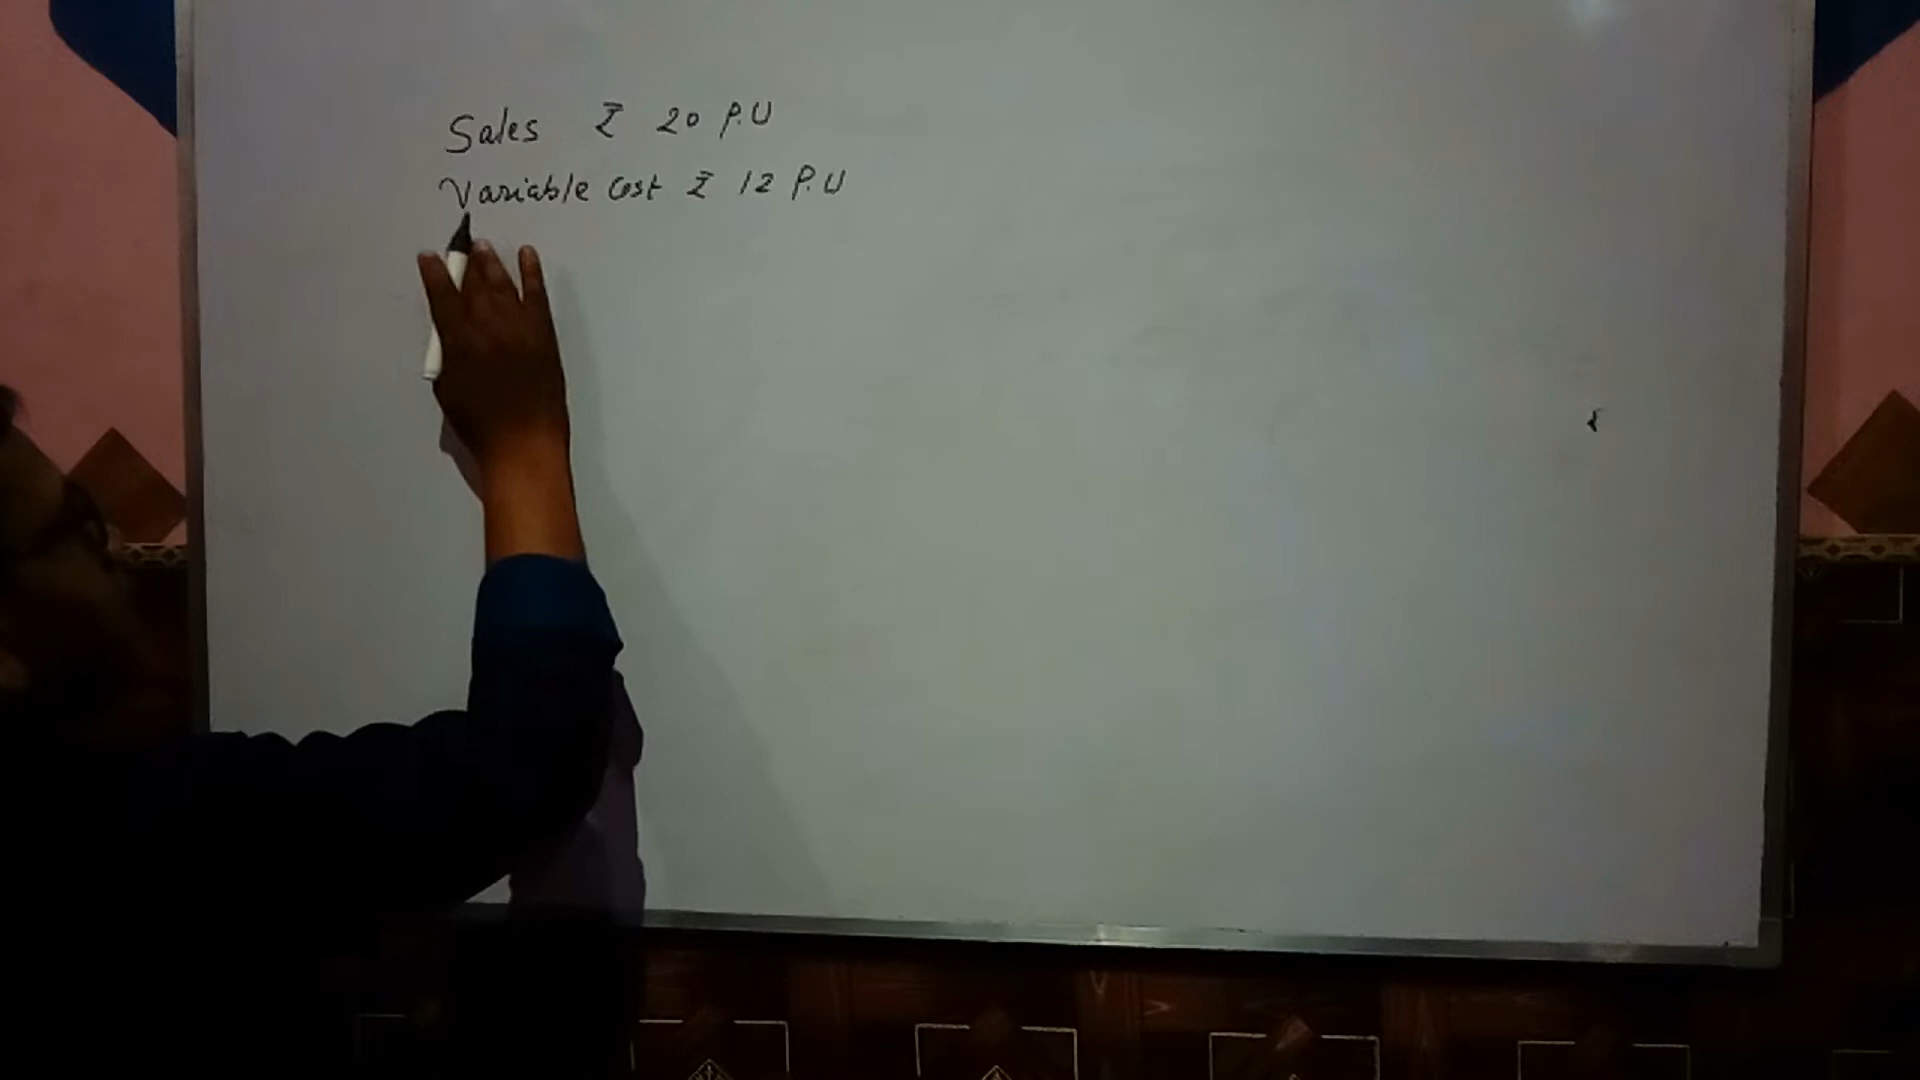 Sales ₹ 20 P.U
Variable Cost ₹ 12 P.U